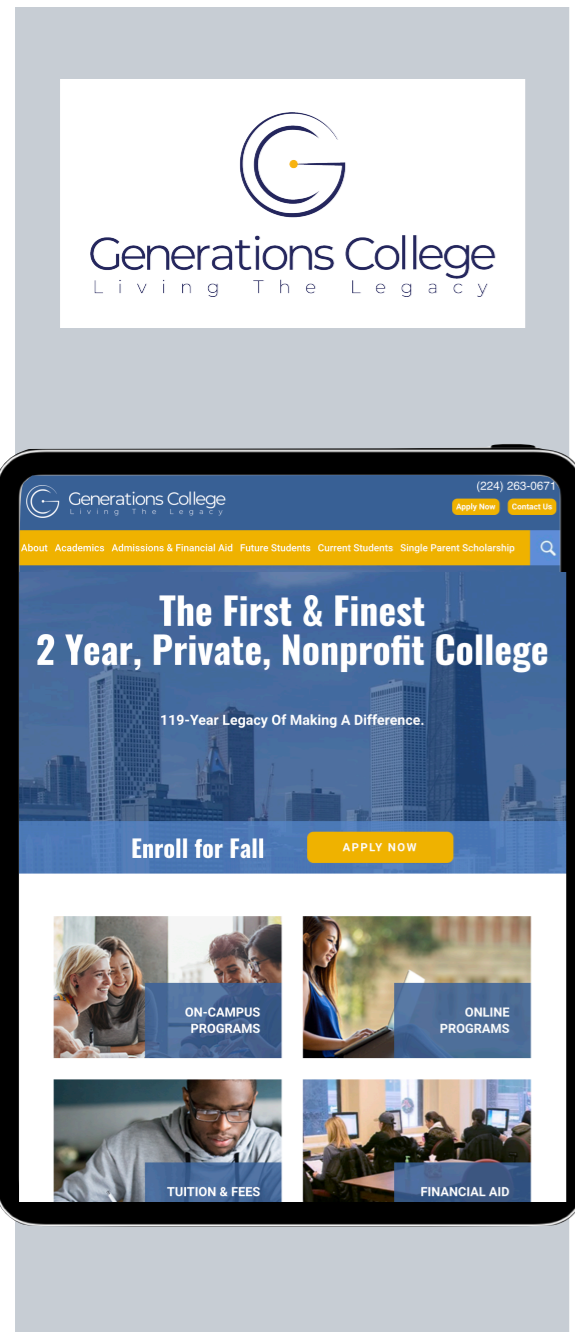 Generations College
Living The Legacy
Generations College
Living The Legacy
(224) 263-0671
Apply Now
Contact Us
About Academics Admissions & Financial Aid Future Students Current Students Single Parent Scholarship
The First & Finest
2 Year, Private, Nonprofit College
119-Year Legacy Of Making A Difference.
Enroll for Fall
APPLY NOW
ON-CAMPUS
PROGRAMS
ONLINE
PROGRAMS
TUITION & FEES
FINANCIAL AID